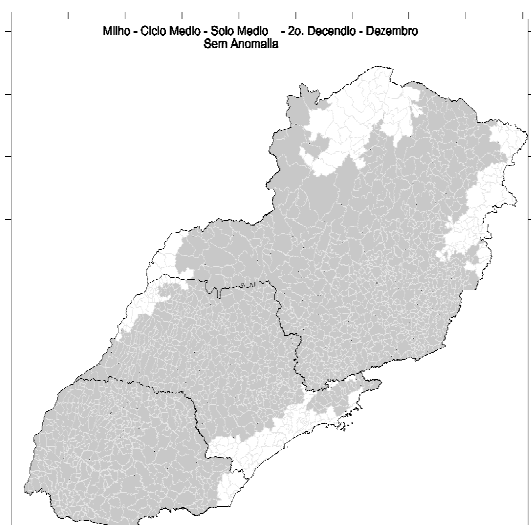 Milho - Ciclo Medio - Solo Medio - 2o. Decendio - Dezembro
Sem Anomalia